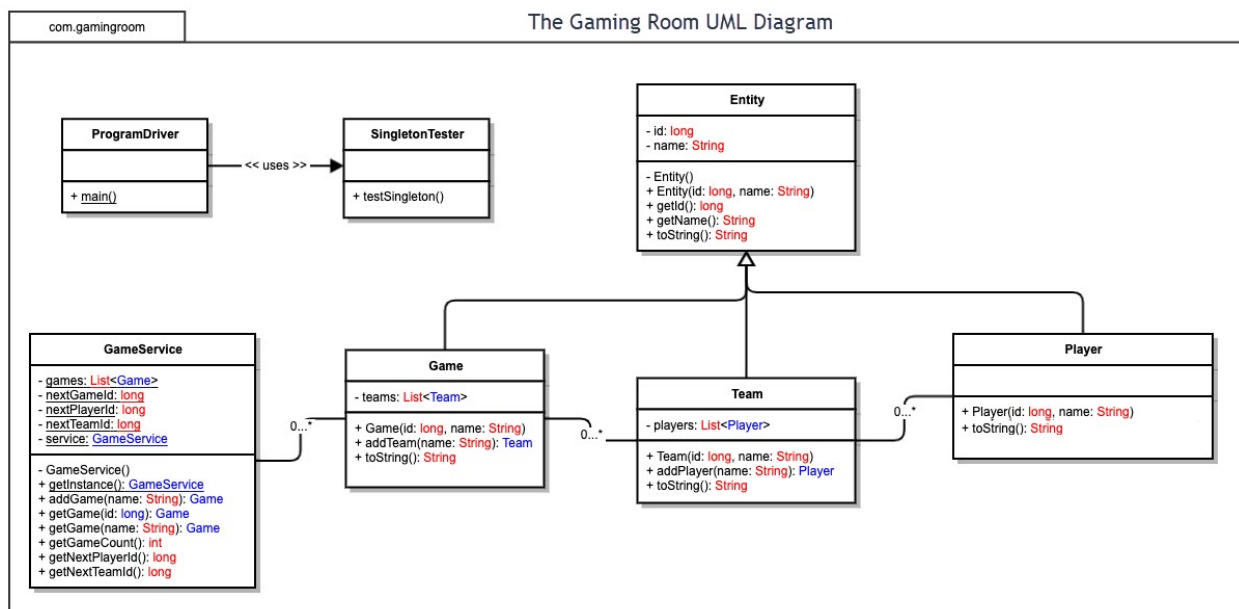 com.gamingroom
The Gaming Room UML Diagram
ProgramDriver
+ main()
<< uses >>
SingletonTester
+ testSingleton()
Entity
- id: long
- name: String
- Entity()
+ Entity(id: long, name: String)
+ getId(): long
+ getName(): String
+ toString(): String
GameService
- games: List<Game>
- nextGameId: long
- nextPlayerId: long
- nextTeamId: long
- service: GameService
- GameService()
+ getInstance(): GameService
+ addGame(name: String): Game
+ getGame(id: long): Game
+ getGame(name: String): Game
+ getGameCount(): int
+ getNextPlayerId(): long
+ getNextTeamId(): long
0...*
Game
- teams: List<Team>
+ Game(id: long, name: String)
+ addTeam(name: String): Team
+ toString(): String
0...*
Team
- players: List<Player>
+ Team(id: long, name: String)
+ addPlayer(name: String): Player
+ toString(): String
0...*
Player
+ Player(id: long, name: String)
+ toString(): String